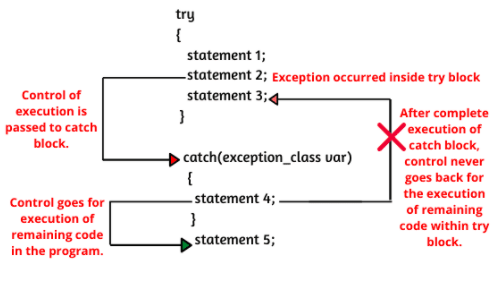 try
{
statement 1;
statement 2; Exception occurred inside try block
statement 3;
}
Control of
execution is
passed to catch
block.
After complete
execution of
catch block,
control never
goes back for
the execution
of remaining
code within try
block.
catch(exception_class var)
{
statement 4;
}
statement 5;
Control goes for
execution of
remaining code
in the program.